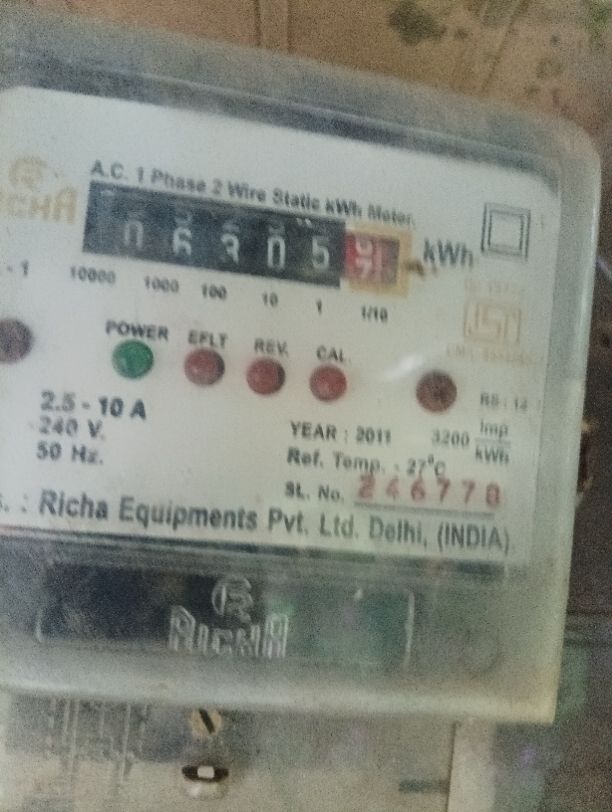 RICHA
A.C. 1 Phase 2 Wire Static kWh Meter.
0 6 3 0 5 kWh
- 1 10000 1000 100 10 1 1/10
POWER EFLT REV. CAL.
ISI
2.5 - 10 A
240 V.
50 Hz.
YEAR : 2011 3200 Imp/kWh
Ref. Temp. - 27°C
SL. No. 246778
s. : Richa Equipments Pvt. Ltd. Delhi, (INDIA)
R
RICHA